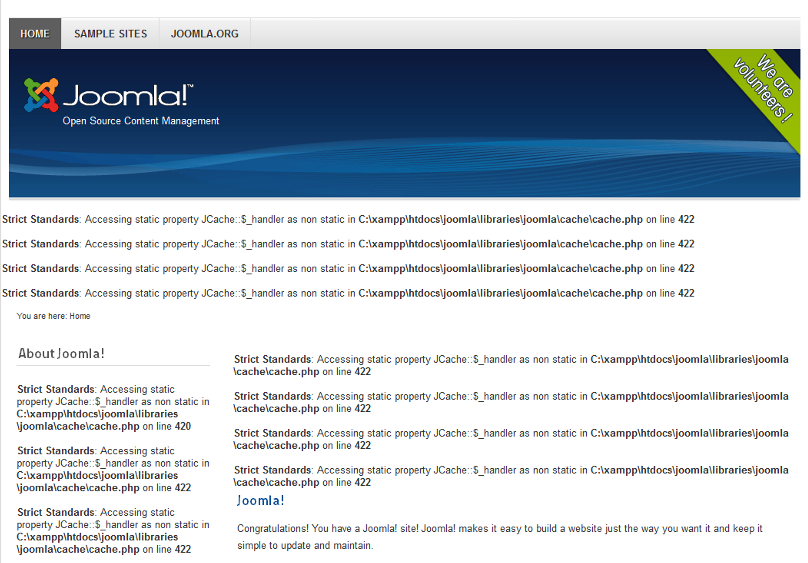 HOME SAMPLE SITES JOOMLA.ORG
We are
volunteers !
Joomla!™
Open Source Content Management
Strict Standards: Accessing static property JCache::$_handler as non static in C:\xampp\htdocs\joomla\libraries\joomla\cache\cache.php on line 422
Strict Standards: Accessing static property JCache::$_handler as non static in C:\xampp\htdocs\joomla\libraries\joomla\cache\cache.php on line 422
Strict Standards: Accessing static property JCache::$_handler as non static in C:\xampp\htdocs\joomla\libraries\joomla\cache\cache.php on line 422
Strict Standards: Accessing static property JCache::$_handler as non static in C:\xampp\htdocs\joomla\libraries\joomla\cache\cache.php on line 422
You are here: Home
About Joomla!
Strict Standards: Accessing static
property JCache::$_handler as non static in
C:\xampp\htdocs\joomla\libraries
\joomla\cache\cache.php on line 420
Strict Standards: Accessing static
property JCache::$_handler as non static in
C:\xampp\htdocs\joomla\libraries
\joomla\cache\cache.php on line 422
Strict Standards: Accessing static
property JCache::$_handler as non static in
C:\xampp\htdocs\joomla\libraries
\joomla\cache\cache.php on line 422
Strict Standards: Accessing static property JCache::$_handler as non static in C:\xampp\htdocs\joomla\libraries\joomla
\cache\cache.php on line 422
Strict Standards: Accessing static property JCache::$_handler as non static in C:\xampp\htdocs\joomla\libraries\joomla
\cache\cache.php on line 422
Strict Standards: Accessing static property JCache::$_handler as non static in C:\xampp\htdocs\joomla\libraries\joomla
\cache\cache.php on line 422
Strict Standards: Accessing static property JCache::$_handler as non static in C:\xampp\htdocs\joomla\libraries\joomla
\cache\cache.php on line 422
Joomla!
Congratulations! You have a Joomla! site! Joomla! makes it easy to build a website just the way you want it and keep it
simple to update and maintain.